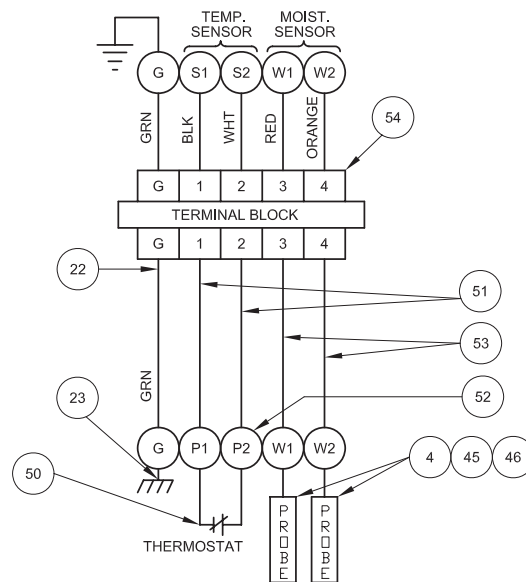 TEMP. MOIST.
SENSOR SENSOR
G S1 S2 W1 W2
GRN BLK WHT RED ORANGE
54
G 1 2 3 4
TERMINAL BLOCK
G 1 2 3 4
22
51
53
GRN
23
52
G P1 P2 W1 W2
50
4 45 46
THERMOSTAT
PROBE PROBE